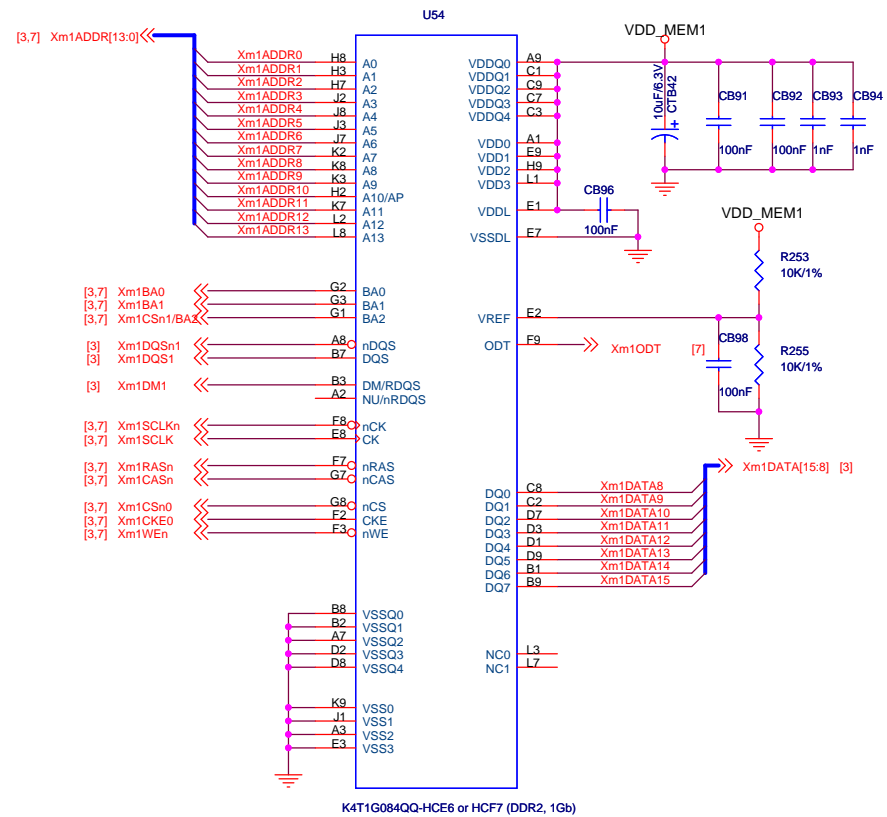 U54
[3,7] Xm1ADDR[13:0]
Xm1ADDR0 H8 A0
Xm1ADDR1 H3 A1
Xm1ADDR2 H7 A2
Xm1ADDR3 J2 A3
Xm1ADDR4 J8 A4
Xm1ADDR5 J3 A5
Xm1ADDR6 J7 A6
Xm1ADDR7 K2 A7
Xm1ADDR8 K8 A8
Xm1ADDR9 K3 A9
Xm1ADDR10 H2 A10/AP
Xm1ADDR11 K7 A11
Xm1ADDR12 L2 A12
Xm1ADDR13 L8 A13
[3,7] Xm1BA0 G2 BA0
[3,7] Xm1BA1 G3 BA1
[3,7] Xm1CSn1/BA2 G1 BA2
[3] Xm1DQSn1 A8 nDQS
[3] Xm1DQS1 B7 DQS
[3] Xm1DM1 B3 DM/RDQS
A2 NU/nRDQS
[3,7] Xm1SCLKn F8 nCK
[3,7] Xm1SCLK E8 CK
[3,7] Xm1RASn F7 nRAS
[3,7] Xm1CASn G7 nCAS
[3,7] Xm1CSn0 G8 nCS
[3,7] Xm1CKE0 F2 CKE
[3,7] Xm1WEn F3 nWE
B8 VSSQ0
B2 VSSQ1
A7 VSSQ2
D2 VSSQ3
D8 VSSQ4
K9 VSS0
J1 VSS1
A3 VSS2
E3 VSS3
VDDQ0 A9
VDDQ1 C1
VDDQ2 C9
VDDQ3 C7
VDDQ4 C3
VDD0 A1
VDD1 E9
VDD2 H9
VDD3 L1
VDDL E1
VSSDL E7
VREF E2
ODT F9 Xm1ODT [7]
DQ0 C8 Xm1DATA8
DQ1 C2 Xm1DATA9
DQ2 D7 Xm1DATA10
DQ3 D3 Xm1DATA11
DQ4 D1 Xm1DATA12
DQ5 D9 Xm1DATA13
DQ6 B1 Xm1DATA14
DQ7 B9 Xm1DATA15
Xm1DATA[15:8] [3]
NC0 L3
NC1 L7
VDD_MEM1
10uF/6.3V
CTB42
+
CB91
100nF
CB92
100nF
CB93
1nF
CB94
1nF
CB96
100nF
VDD_MEM1
R253
10K/1%
CB98
100nF
R255
10K/1%
K4T1G084QQ-HCE6 or HCF7 (DDR2, 1Gb)